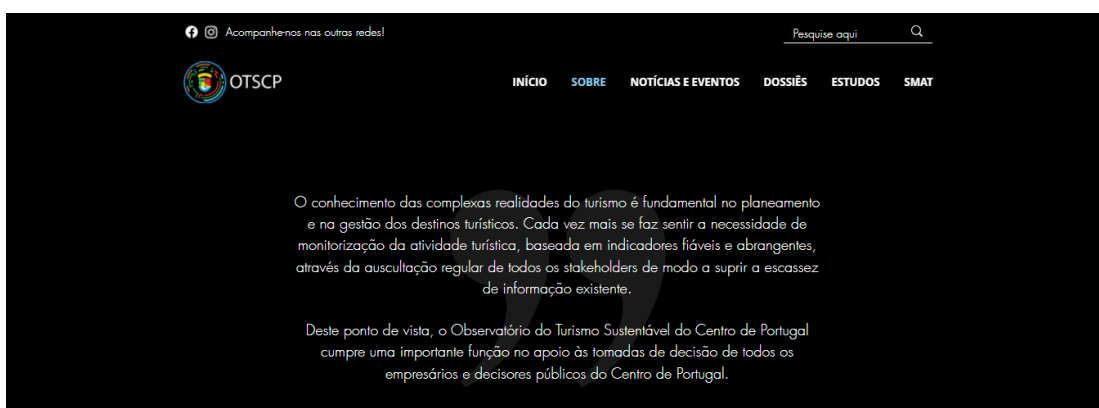 Acompanhe-nos nas outras redes!
Pesquise aqui
OTSCP
INÍCIO SOBRE NOTÍCIAS E EVENTOS DOSSIÊS ESTUDOS SMAT
O conhecimento das complexas realidades do turismo é fundamental no planeamento
e na gestão dos destinos turísticos. Cada vez mais se faz sentir a necessidade de
monitorização da atividade turística, baseada em indicadores fiáveis e abrangentes,
através da auscultação regular de todos os stakeholders de modo a suprir a escassez
de informação existente.
Deste ponto de vista, o Observatório do Turismo Sustentável do Centro de Portugal
cumpre uma importante função no apoio às tomadas de decisão de todos os
empresários e decisores públicos do Centro de Portugal.